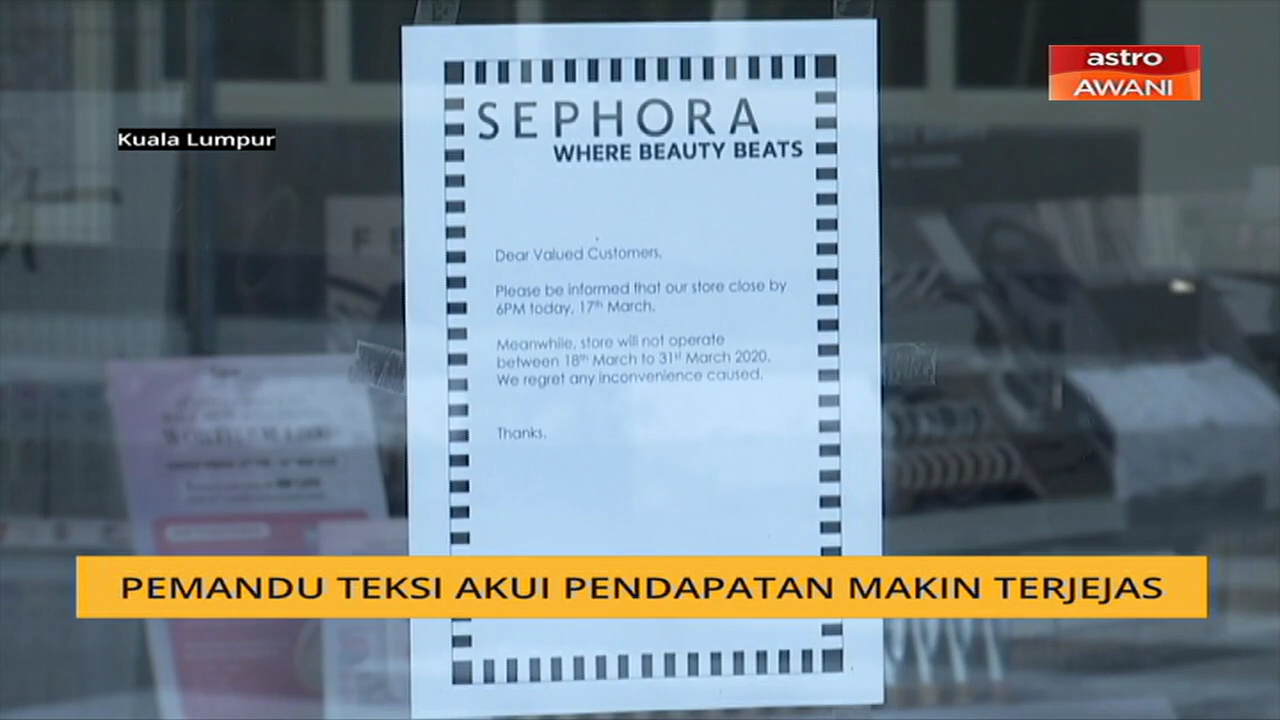 astro
AWANI
Kuala Lumpur
SEPHORA
WHERE BEAUTY BEATS
Dear Valued Customers,
Please be informed that our store close by
6PM today, 17th March.
Meanwhile, store will not operate
between 18th March to 31st March 2020.
We regret any inconvenience caused.
Thanks.
PEMANDU TEKSI AKUI PENDAPATAN MAKIN TERJEJAS